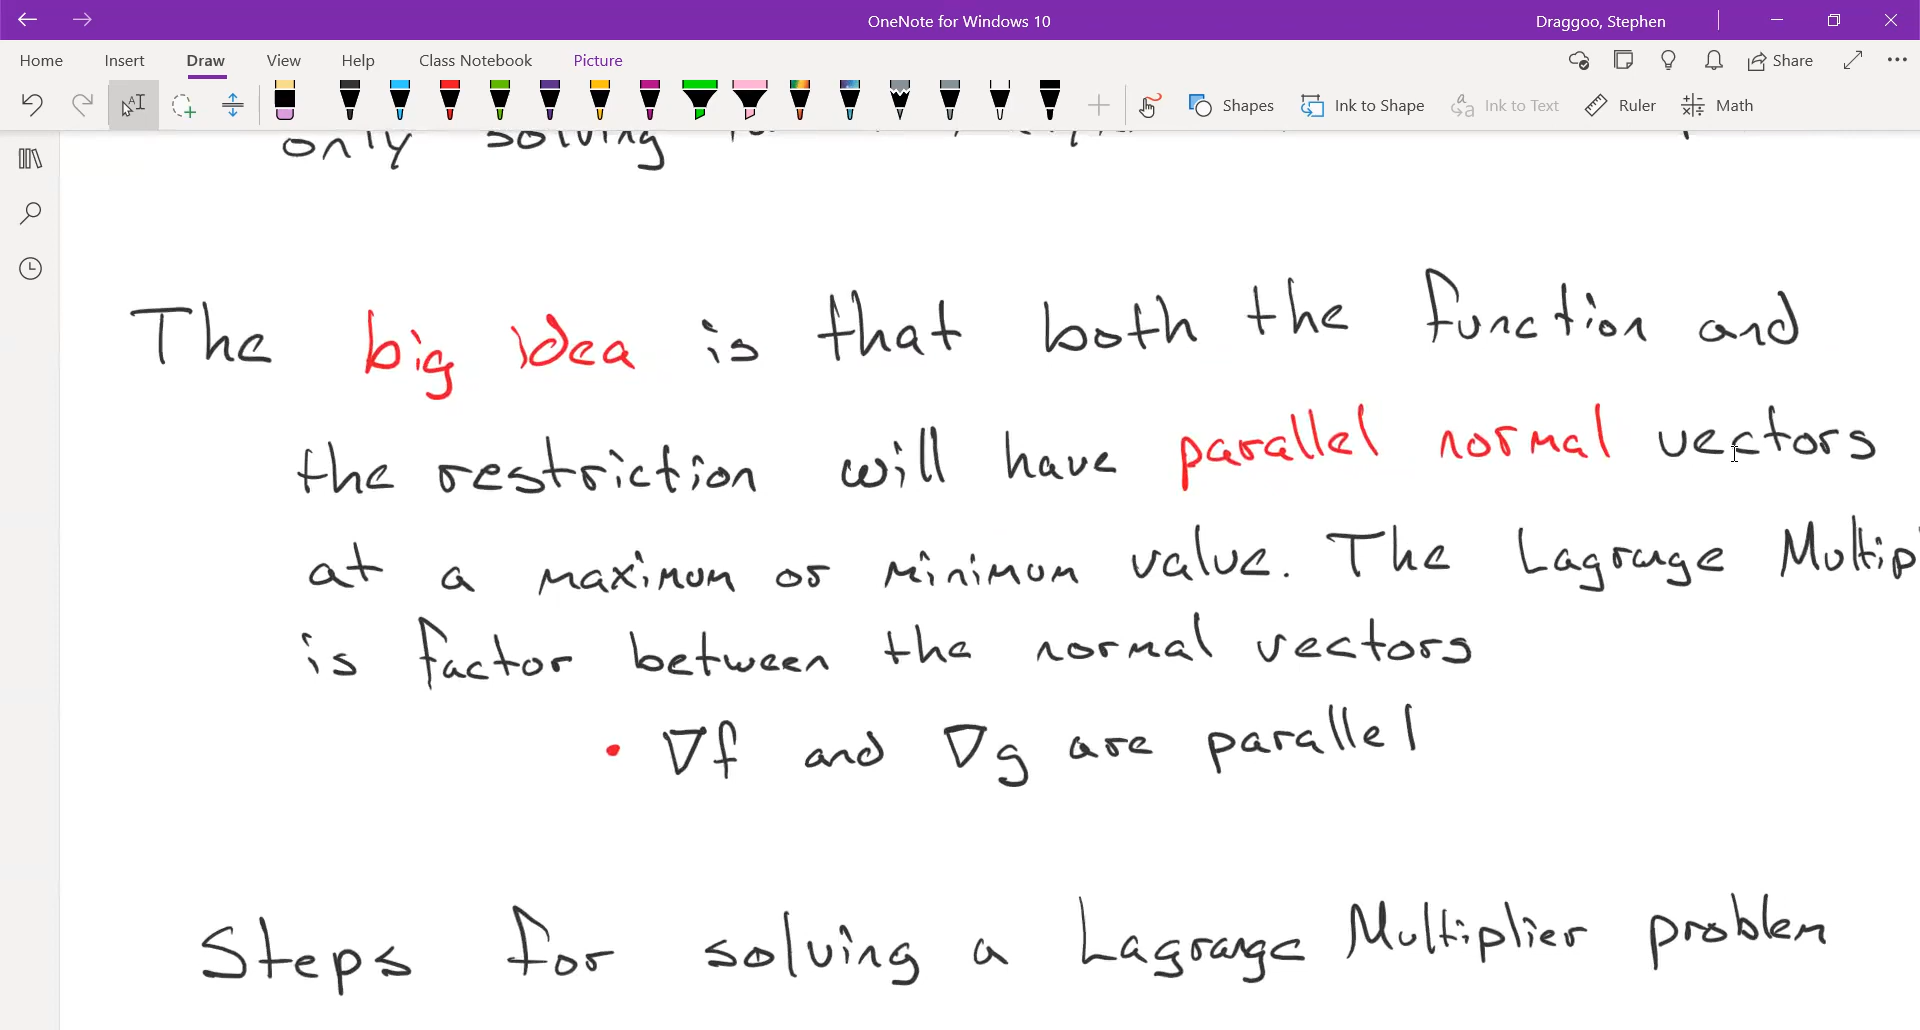 OneNote for Windows 10
Draggoo, Stephen
Home Insert Draw View Help Class Notebook Picture Share
Shapes Ink to Shape Ink to Text Ruler Math
only solving
The big idea is that both the function and
the restriction will have parallel normal vectors
at a maximum or minimum value. The Lagrange Multip
is factor between the normal vectors
• ∇f and ∇g are parallel
Steps for solving a Lagrange Multiplier problem